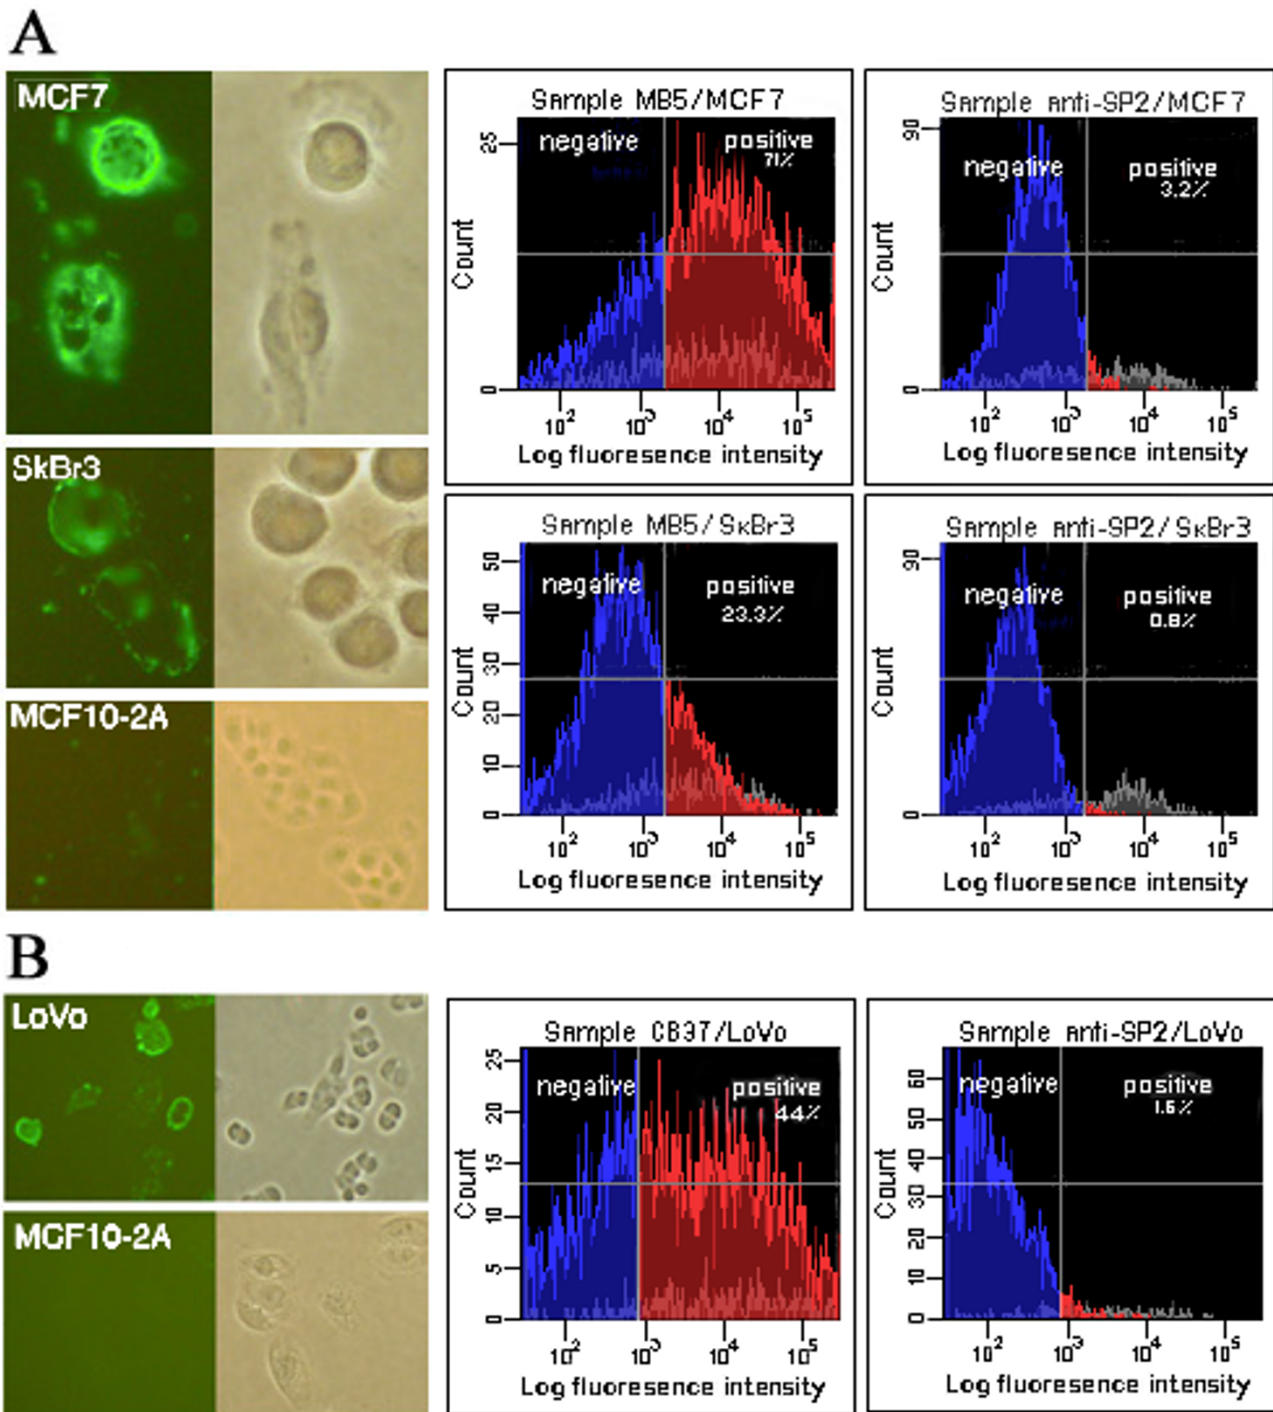 A
MCF7
Sample MB5/MCF7
negative
positive
71%
25
0
Count
10²
10³
10⁴
10⁵
Log fluoresence intensity
Sample anti-SP2/MCF7
negative
positive
3.2%
90
0
Count
10²
10³
10⁴
10⁵
Log fluoresence intensity
SkBr3
Sample MB5/SkBr3
negative
positive
23.3%
50
40
30
20
10
0
Count
10²
10³
10⁴
10⁵
Log fluoresence intensity
Sample anti-SP2/SkBr3
negative
positive
0.8%
90
0
Count
10²
10³
10⁴
10⁵
Log fluoresence intensity
MCF10-2A
B
LoVo
Sample CB37/LoVo
negative
positive
44%
25
20
15
10
5
0
Count
10²
10³
10⁴
10⁵
Log fluoresence intensity
Sample anti-SP2/LoVo
negative
positive
1.6%
60
50
40
30
20
10
0
Count
10²
10³
10⁴
10⁵
Log fluoresence intensity
MCF10-2A